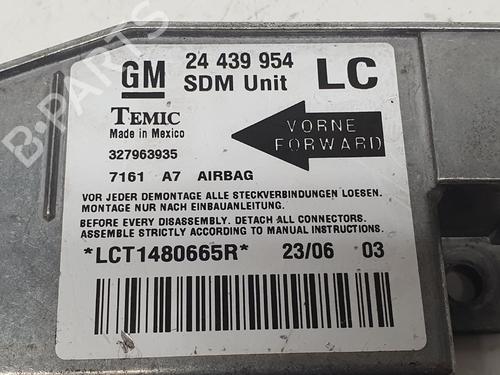 GM 24 439 954 LC
SDM Unit
TEMIC
Made in Mexico
VORNE
FORWARD
327963935
7161 A7 AIRBAG
VOR JEDER DEMONTAGE ALLE STECKVERBINDUNGEN LOESEN.
MONTAGE NUR NACH EINBAUANLEITUNG.
BEFORE EVERY DISASSEMBLY. DETACH ALL CONNECTORS.
ASSEMBLE STRICTLY ACCORDING TO MANUAL INSTRUCTIONS.
*LCT1480665R* 23/06 03
B-PARTS